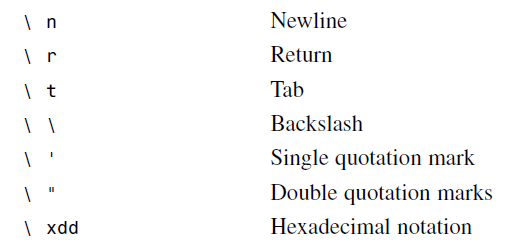 \ n Newline
\ r Return
\ t Tab
\ \ Backslash
\ ' Single quotation mark
\ " Double quotation marks
\ xdd Hexadecimal notation